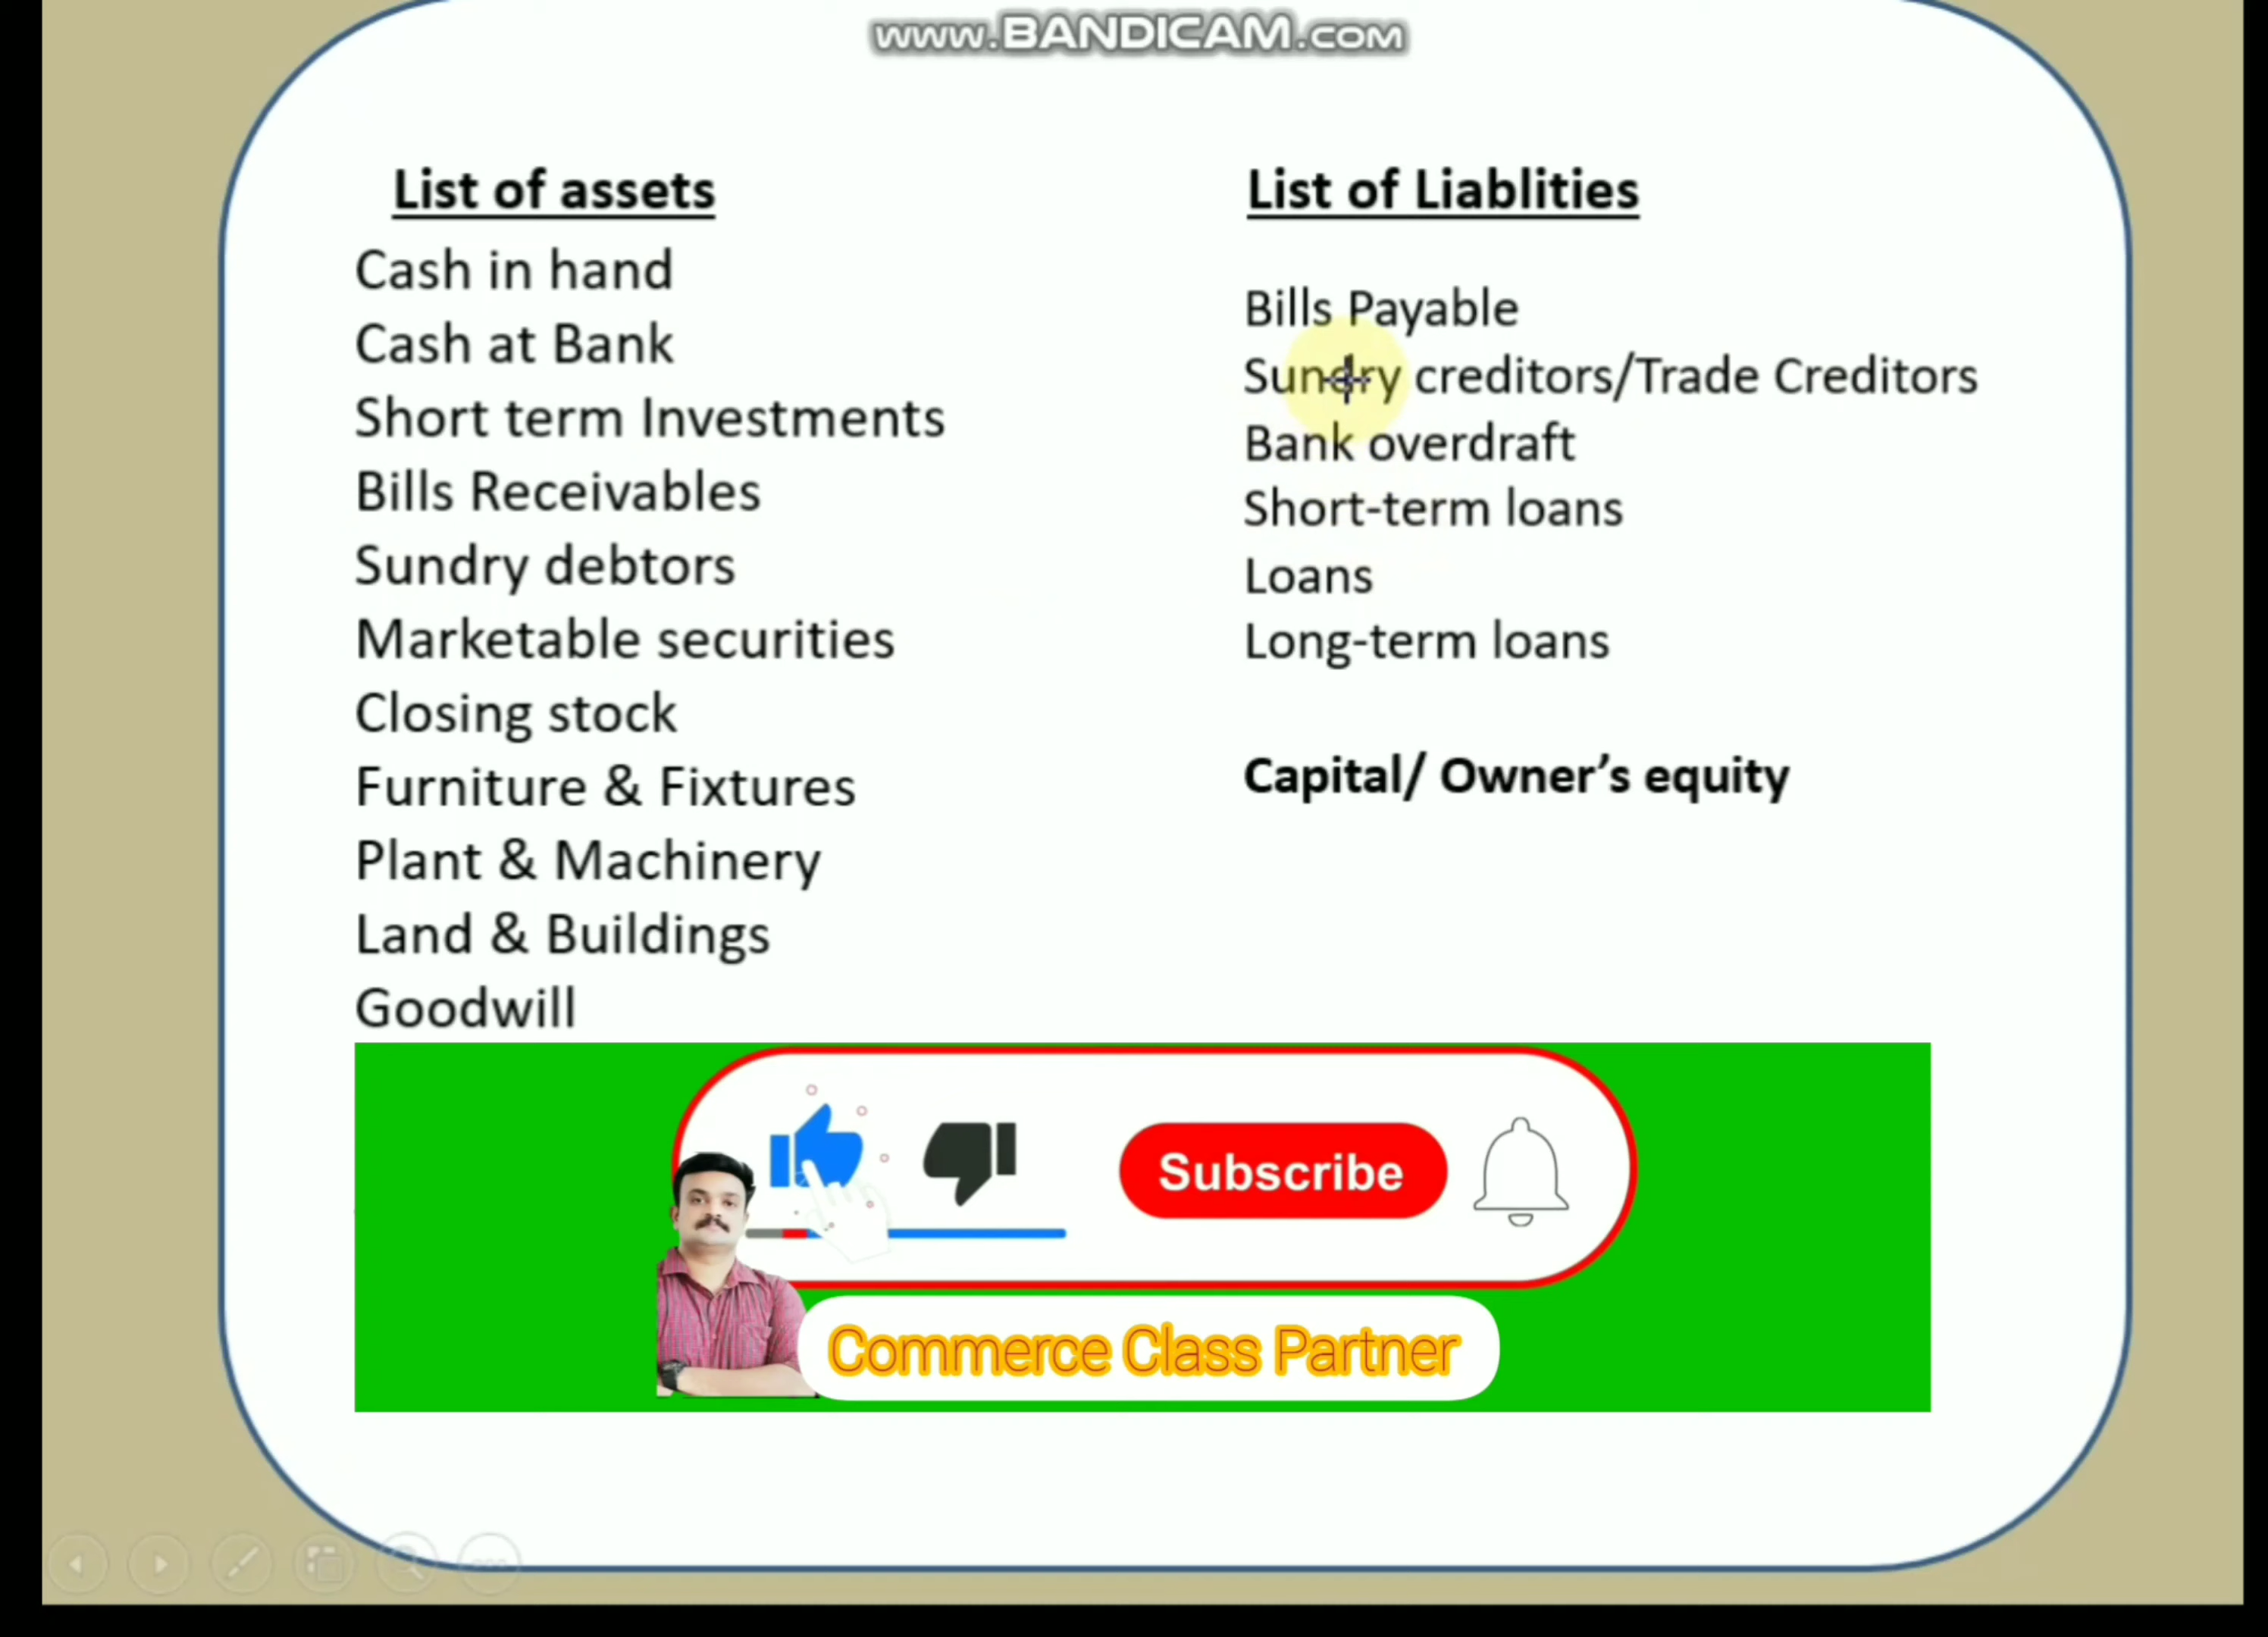 www.BANDICAM.com
List of assets
Cash in hand
Cash at Bank
Short term Investments
Bills Receivables
Sundry debtors
Marketable securities
Closing stock
Furniture & Fixtures
Plant & Machinery
Land & Buildings
Goodwill
List of Liablities
Bills Payable
Sundry creditors/Trade Creditors
Bank overdraft
Short-term loans
Loans
Long-term loans
Capital/ Owner’s equity
Subscribe
Commerce Class Partner